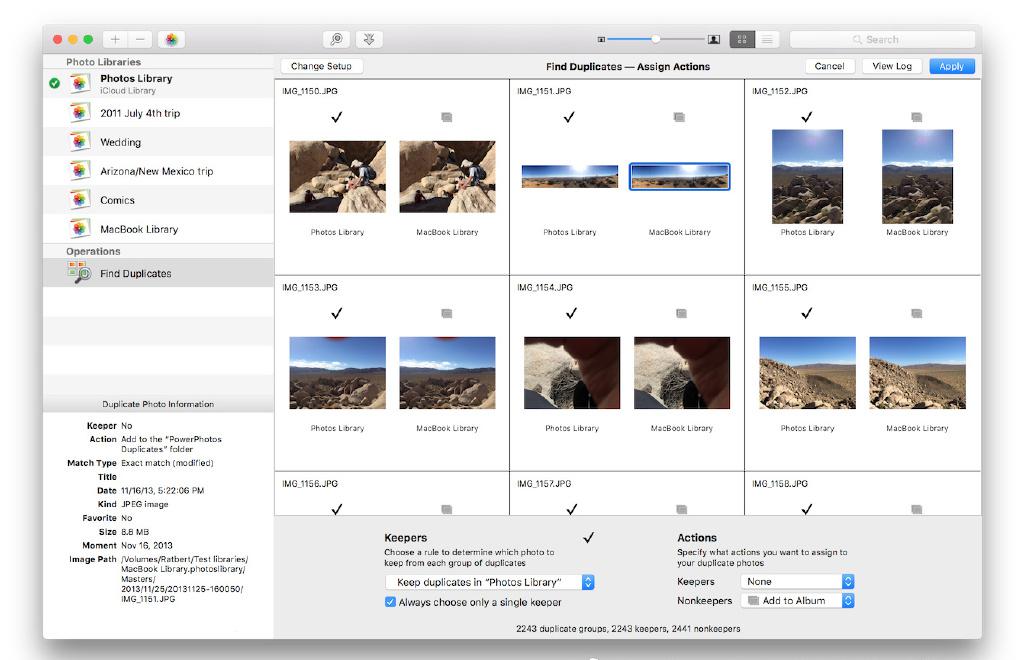 Search
Photo Libraries
Photos Library
iCloud Library
2011 July 4th trip
Wedding
Arizona/New Mexico trip
Comics
MacBook Library
Operations
Find Duplicates
Duplicate Photo Information
Keeper No
Action Add to the “PowerPhotos
Duplicates” folder
Match Type Exact match (modified)
Title
Date 11/16/13, 5:22:06 PM
Kind JPEG image
Favorite No
Size 8.8 MB
Moment Nov 16, 2013
Image Path /Volumes/Ratbert/Test libraries/
MacBook Library.photoslibrary/
Masters/
2013/11/25/20131125-160050/
IMG_1151.JPG
Change Setup
Find Duplicates — Assign Actions
Cancel
View Log
Apply
IMG_1150.JPG
Photos Library MacBook Library
IMG_1151.JPG
Photos Library MacBook Library
IMG_1152.JPG
Photos Library MacBook Library
IMG_1153.JPG
Photos Library MacBook Library
IMG_1154.JPG
Photos Library MacBook Library
IMG_1155.JPG
Photos Library MacBook Library
IMG_1156.JPG
IMG_1157.JPG
IMG_1158.JPG
Keepers
Choose a rule to determine which photo to
keep from each group of duplicates
Keep duplicates in “Photos Library”
Always choose only a single keeper
Actions
Specify what actions you want to assign to
your duplicate photos
Keepers None
Nonkeepers Add to Album
2243 duplicate groups, 2243 keepers, 2441 nonkeepers